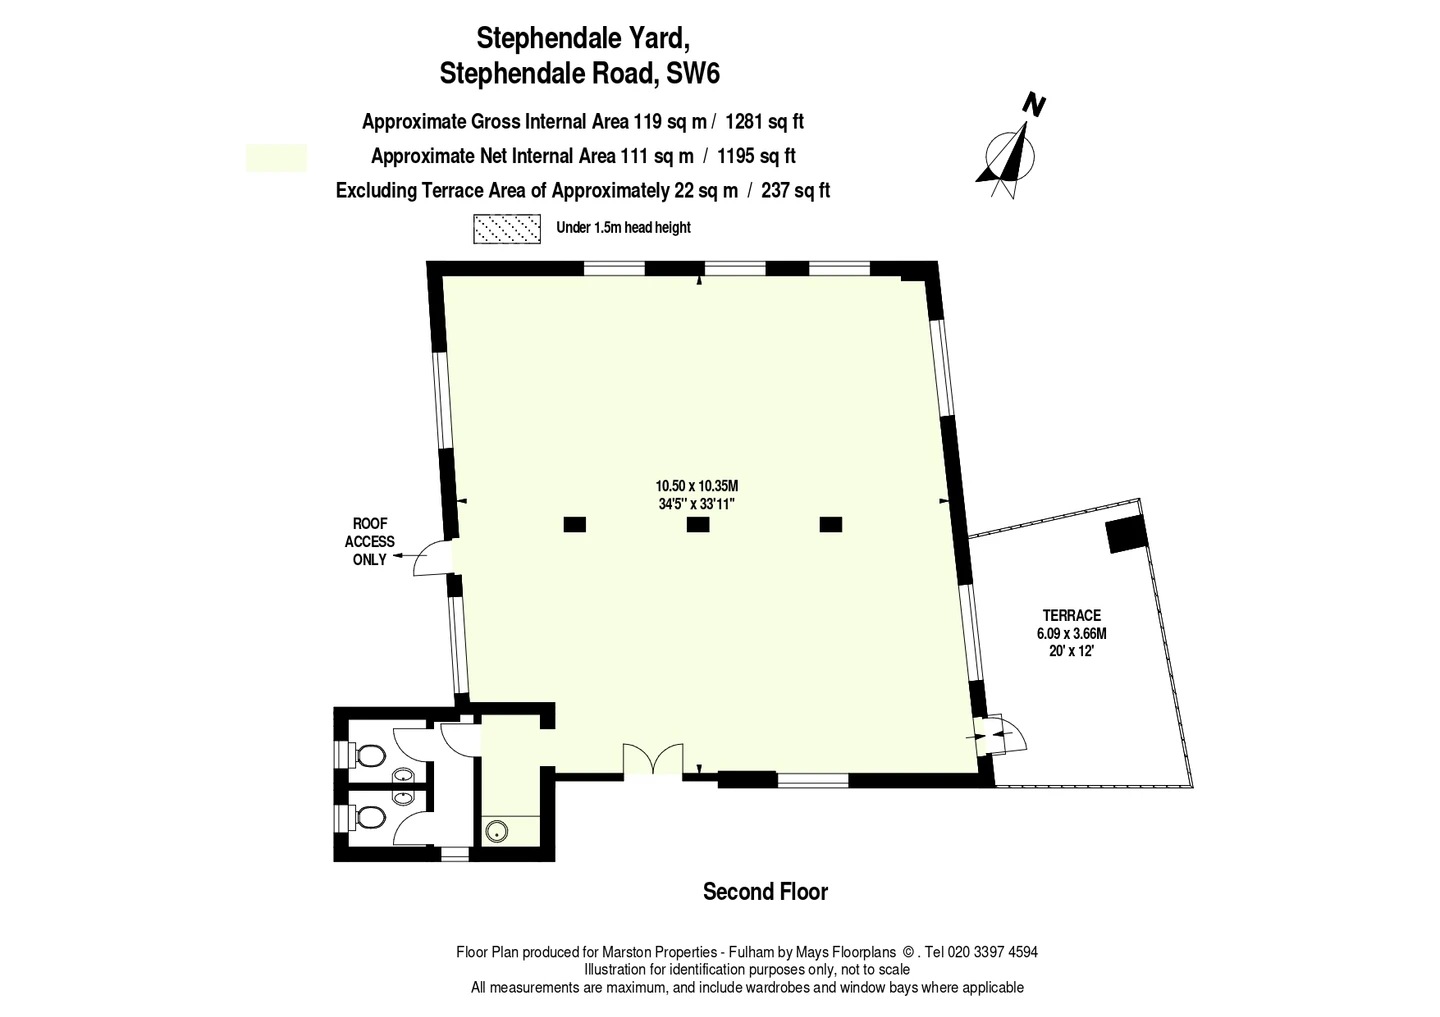 Stephendale Yard,
Stephendale Road, SW6
N
Approximate Gross Internal Area 119 sq m / 1281 sq ft
Approximate Net Internal Area 111 sq m / 1195 sq ft
Excluding Terrace Area of Approximately 22 sq m / 237 sq ft
Under 1.5m head height
10.50 x 10.35M
34'5" x 33'11"
ROOF
ACCESS
ONLY
TERRACE
6.09 x 3.66M
20' x 12'
Second Floor
Floor Plan produced for Marston Properties - Fulham by Mays Floorplans © . Tel 020 3397 4594
Illustration for identification purposes only, not to scale
All measurements are maximum, and include wardrobes and window bays where applicable